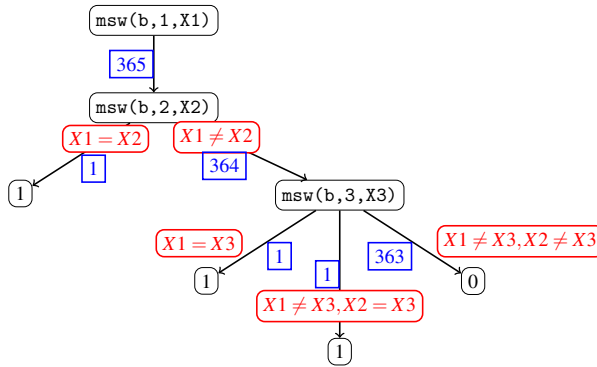 msw(b,1,X1)
365
msw(b,2,X2)
X1 = X2
X1 ≠ X2
1
364
1
msw(b,3,X3)
X1 = X3
X1 ≠ X3, X2 ≠ X3
1
1
363
1
0
X1 ≠ X3, X2 = X3
1